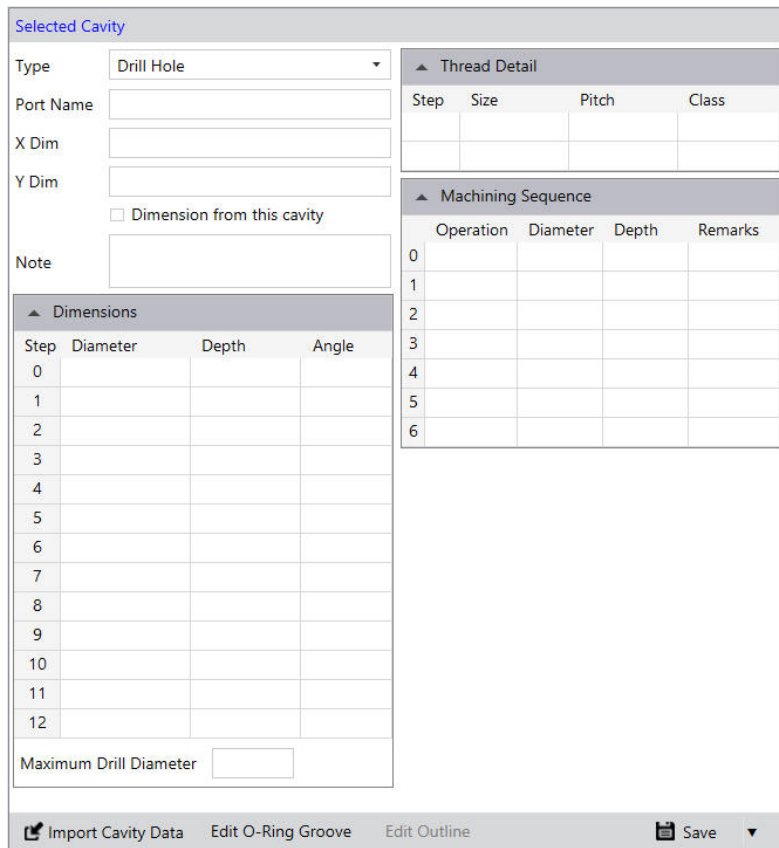 Selected Cavity
Type Drill Hole
Port Name
X Dim
Y Dim
Dimension from this cavity
Note
Dimensions
Step Diameter Depth Angle
0
1
2
3
4
5
6
7
8
9
10
11
12
Maximum Drill Diameter
Thread Detail
Step Size Pitch Class
Machining Sequence
Operation Diameter Depth Remarks
0
1
2
3
4
5
6
Import Cavity Data Edit O-Ring Groove Edit Outline Save